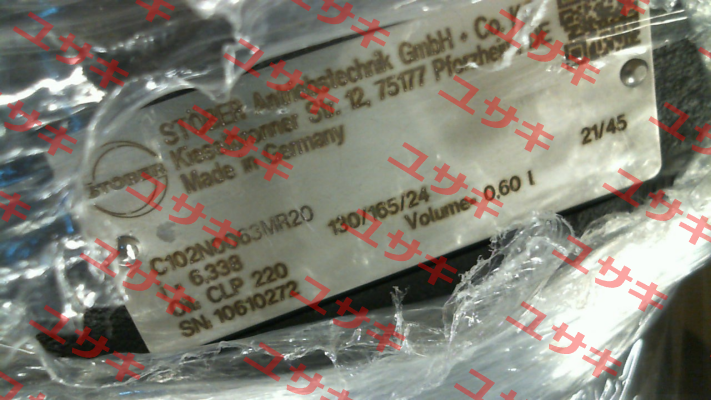 STÖBER Antriebstechnik GmbH + Co. K
Kieselbronner Str. 12, 75177 Pforzheim, DE
Made in Germany
STÖBER
21/45
C102N0063MR20 130/165/24
i= 6.338 Volume= 0,60 l
Oil: CLP 220
SN: 10610272
ユサキ